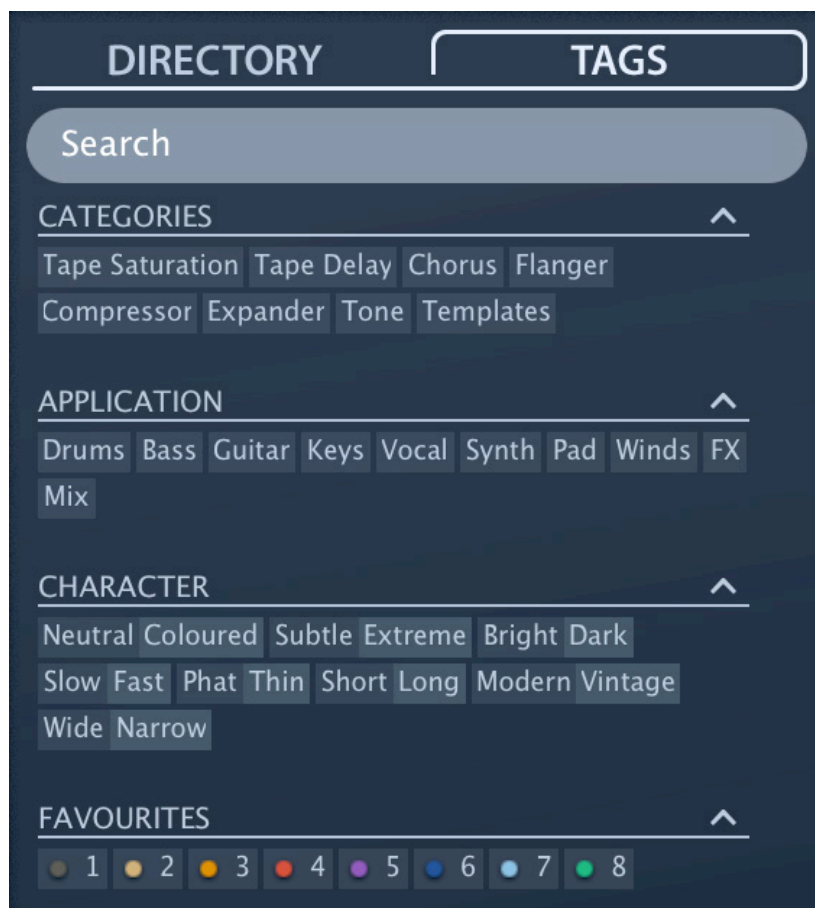 DIRECTORY TAGS
Search
CATEGORIES
Tape Saturation Tape Delay Chorus Flanger
Compressor Expander Tone Templates
APPLICATION
Drums Bass Guitar Keys Vocal Synth Pad Winds FX
Mix
CHARACTER
Neutral Coloured Subtle Extreme Bright Dark
Slow Fast Phat Thin Short Long Modern Vintage
Wide Narrow
FAVOURITES
1 2 3 4 5 6 7 8